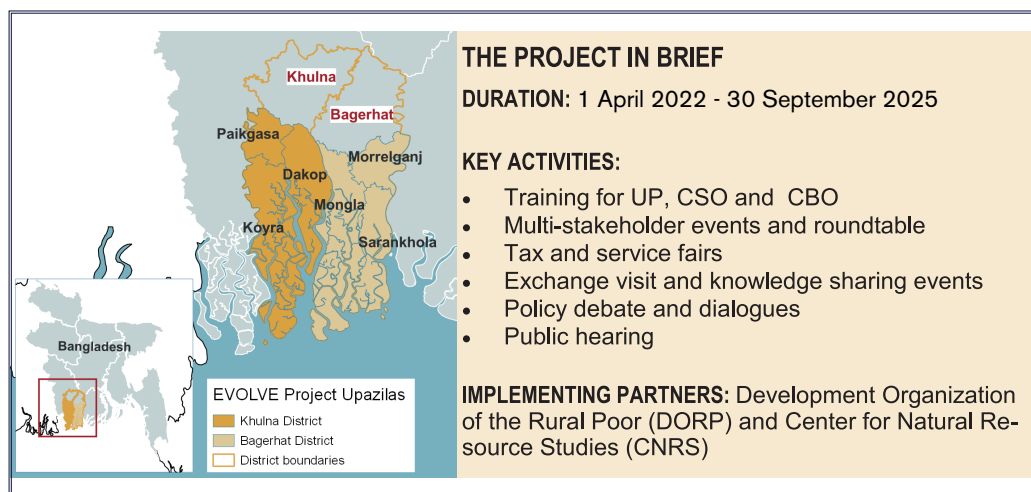 Khulna
Bagerhat
Paikgasa
Morrelganj
Dakop
Mongla
Koyra
Sarankhola
Bangladesh
EVOLVE Project Upazilas
Khulna District
Bagerhat District
District boundaries
THE PROJECT IN BRIEF
DURATION: 1 April 2022 - 30 September 2025
KEY ACTIVITIES:
• Training for UP, CSO and CBO
• Multi-stakeholder events and roundtable
• Tax and service fairs
• Exchange visit and knowledge sharing events
• Policy debate and dialogues
• Public hearing
IMPLEMENTING PARTNERS: Development Organization
of the Rural Poor (DORP) and Center for Natural Re-
source Studies (CNRS)